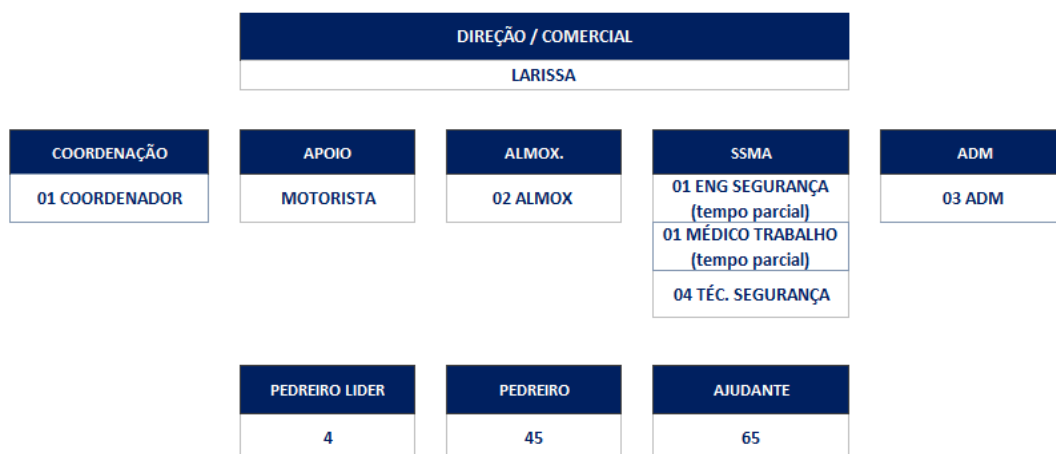 DIREÇÃO / COMERCIAL
LARISSA
COORDENAÇÃO
01 COORDENADOR
APOIO
MOTORISTA
ALMOX.
02 ALMOX
SSMA
01 ENG SEGURANÇA
(tempo parcial)
01 MÉDICO TRABALHO
(tempo parcial)
04 TÉC. SEGURANÇA
ADM
03 ADM
PEDREIRO LIDER
4
PEDREIRO
45
AJUDANTE
65